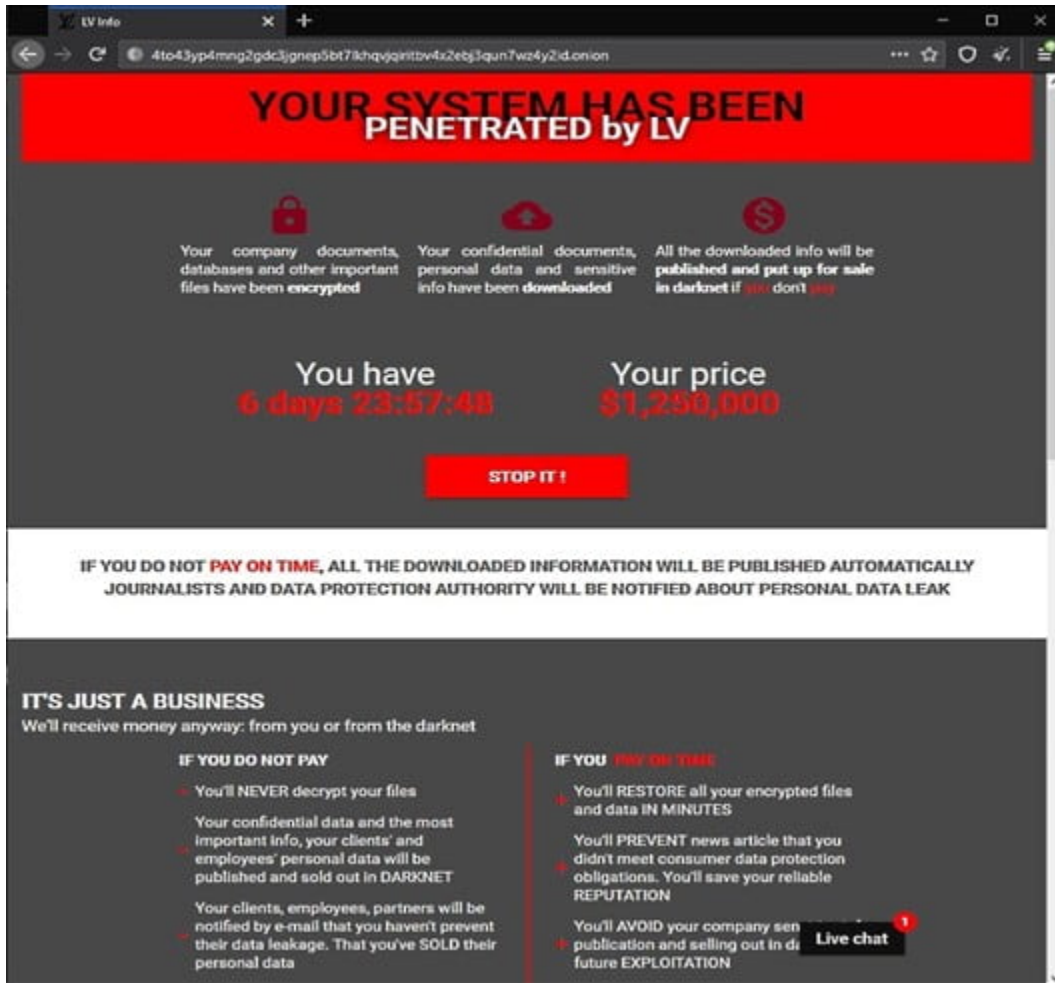 LV Info
YOUR SYSTEM HAS BEEN
PENETRATED by LV
Your company documents,
databases and other important
files have been encrypted
Your confidential documents,
personal data and sensitive
info have been downloaded
All the downloaded info will be
published and put up for sale
in darknet if you don't pay
You have
6 days 23:57:48
Your price
$1,250,000
STOP IT !
IF YOU DO NOT PAY ON TIME, ALL THE DOWNLOADED INFORMATION WILL BE PUBLISHED AUTOMATICALLY
JOURNALISTS AND DATA PROTECTION AUTHORITY WILL BE NOTIFIED ABOUT PERSONAL DATA LEAK
IT'S JUST A BUSINESS
We'll receive money anyway: from you or from the darknet
IF YOU DO NOT PAY
- You'll NEVER decrypt your files
Your confidential data and the most
important info, your clients' and
- employees' personal data will be
published and sold out in DARKNET
Your clients, employees, partners will be
notified by e-mail that you haven't prevent
- their data leakage. That you've SOLD their
personal data
IF YOU PAY ON TIME
You'll RESTORE all your encrypted files
+ and data IN MINUTES
You'll PREVENT news article that you
didn't meet consumer data protection
+ obligations. You'll save your reliable
REPUTATION
You'll AVOID your company
+ publication and selling out in
future EXPLOITATION
Live chat
1